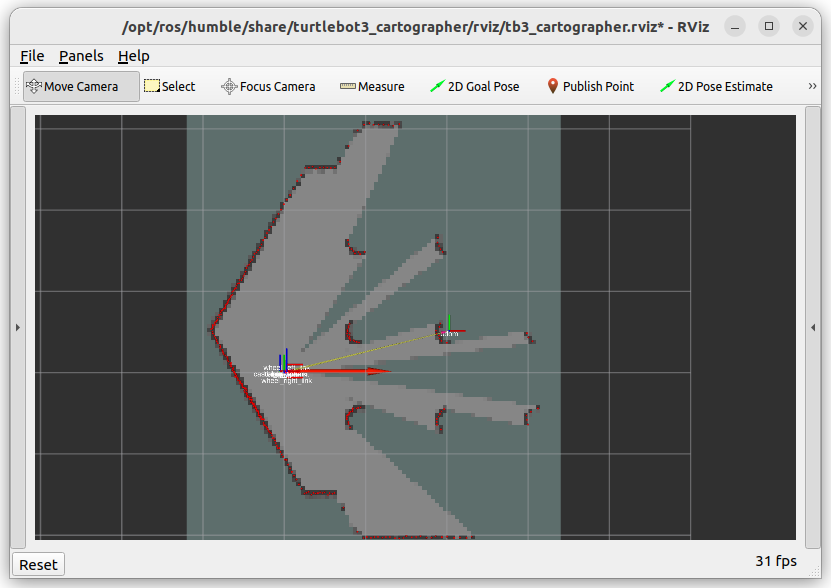 /opt/ros/humble/share/turtlebot3_cartographer/rviz/tb3_cartographer.rviz* - RViz
File Panels Help
Move Camera Select Focus Camera Measure 2D Goal Pose Publish Point 2D Pose Estimate »
odom
wheel_left_link
wheel_right_link
Reset
31 fps